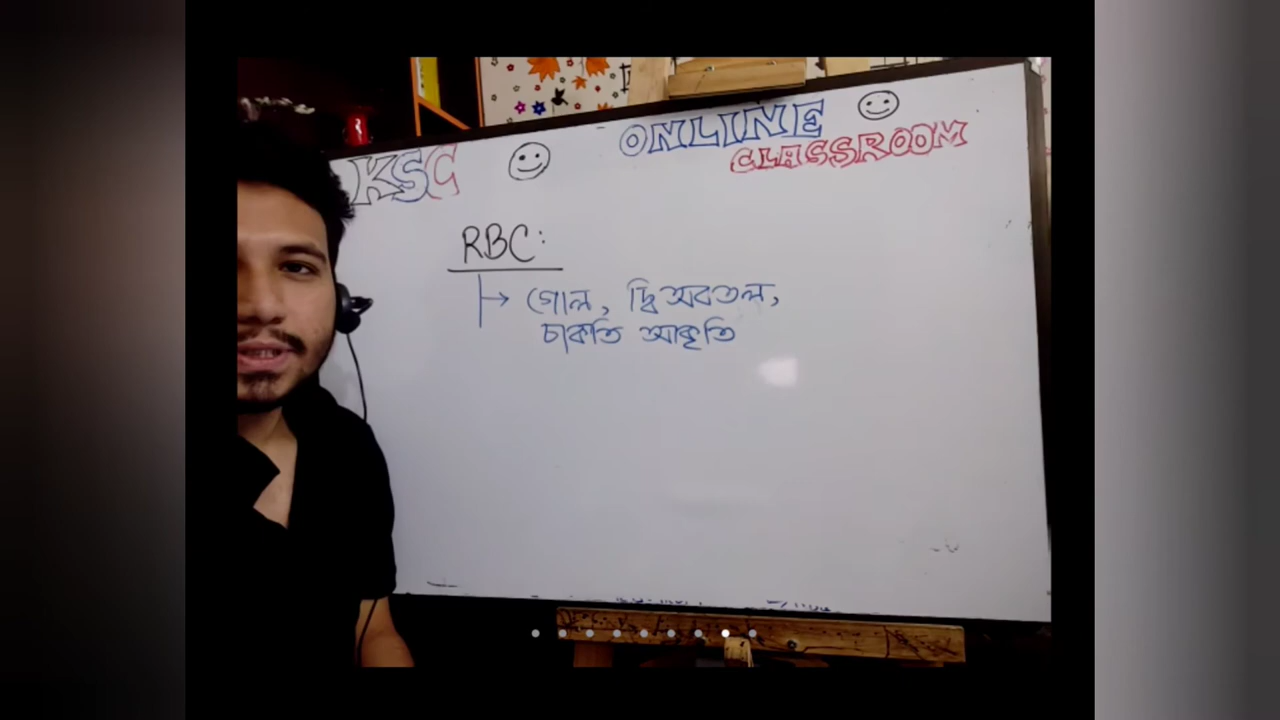 KSC
ONLINE
CLASSROOM
RBC:
গোল, দ্বিঅবতল,
চাকতি আকৃতি